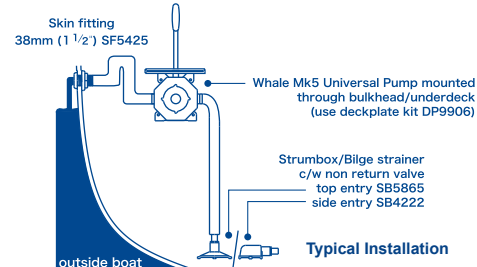 Skin fitting
38mm (1 1/2") SF5425
Whale Mk5 Universal Pump mounted
through bulkhead/underdeck
(use deckplate kit DP9906)
Strumbox/Bilge strainer
c/w non return valve
top entry SB5865
side entry SB4222
Typical Installation
outside boat